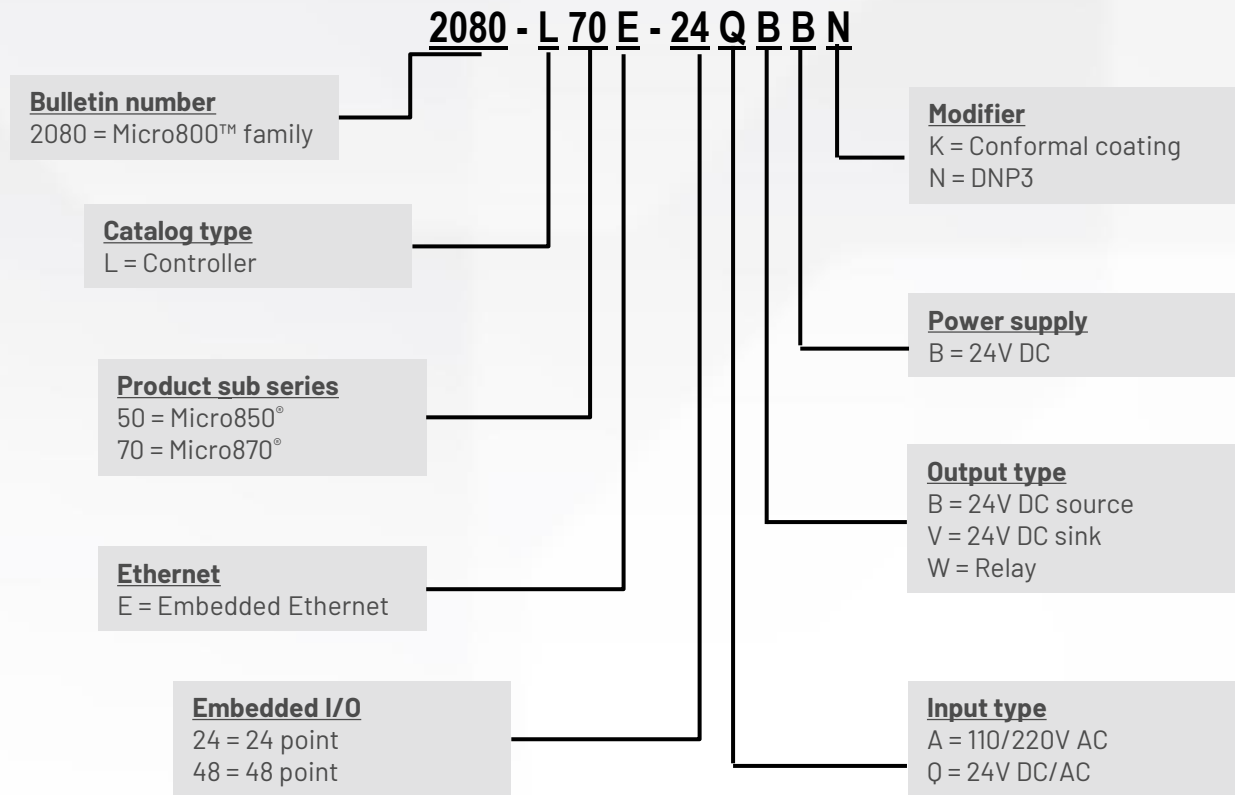 2080 - L 70 E - 24 Q B B N
Bulletin number
2080 = Micro800™ family
Catalog type
L = Controller
Product sub series
50 = Micro850®
70 = Micro870®
Ethernet
E = Embedded Ethernet
Embedded I/O
24 = 24 point
48 = 48 point
Modifier
K = Conformal coating
N = DNP3
Power supply
B = 24V DC
Output type
B = 24V DC source
V = 24V DC sink
W = Relay
Input type
A = 110/220V AC
Q = 24V DC/AC